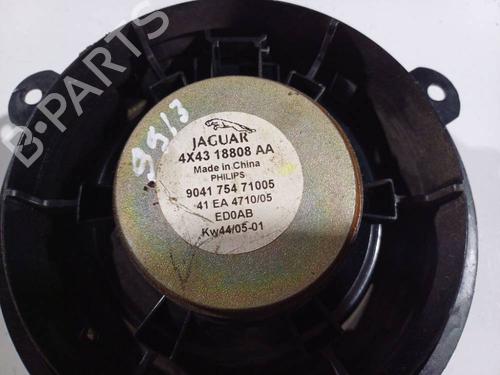 B-PARTS
9913
JAGUAR
4X43 18808 AA
Made in China
PHILIPS
9041 754 71005
41 EA 4710/05
ED0AB
Kw44/05-01